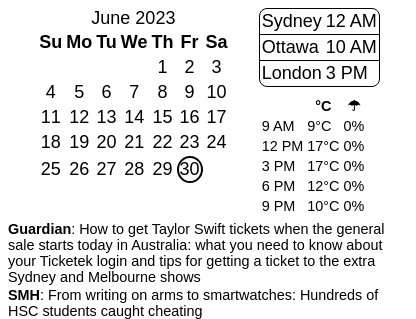 June 2023
Su Mo Tu We Th Fr Sa
1 2 3
4 5 6 7 8 9 10
11 12 13 14 15 16 17
18 19 20 21 22 23 24
25 26 27 28 29 30
Sydney 12 AM
Ottawa 10 AM
London 3 PM
°C ☂
9 AM 9°C 0%
12 PM 17°C 0%
3 PM 17°C 0%
6 PM 12°C 0%
9 PM 10°C 0%
Guardian: How to get Taylor Swift tickets when the general
sale starts today in Australia: what you need to know about
your Ticketek login and tips for getting a ticket to the extra
Sydney and Melbourne shows
SMH: From writing on arms to smartwatches: Hundreds of
HSC students caught cheating